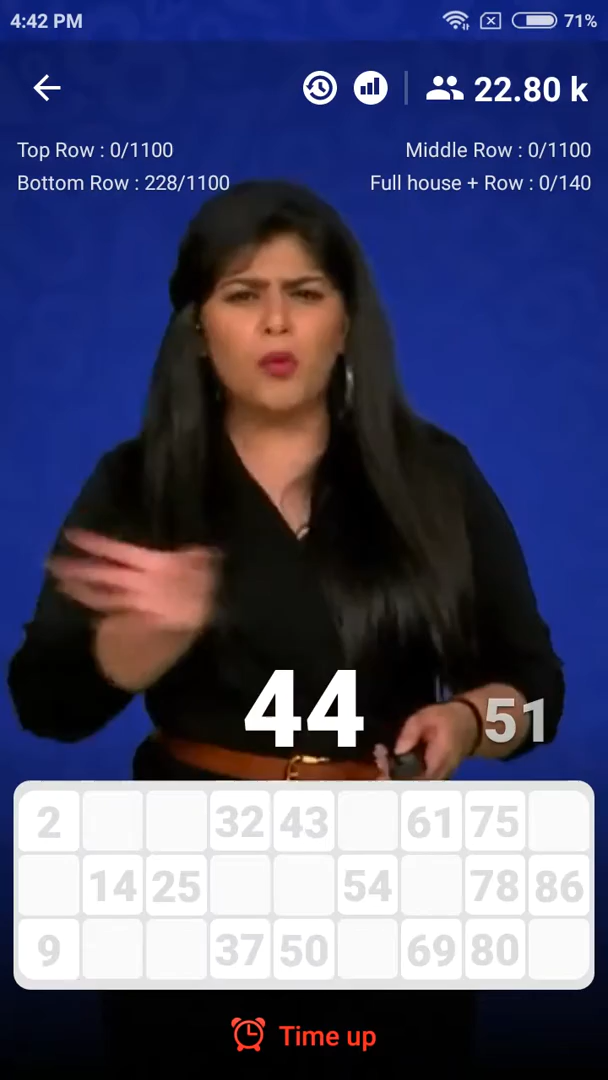 4:42 PM 71%
22.80 k
Top Row : 0/1100 Middle Row : 0/1100
Bottom Row : 228/1100 Full house + Row : 0/140
44 51
2 32 43 61 75
14 25 54 78 86
9 37 50 69 80
Time up